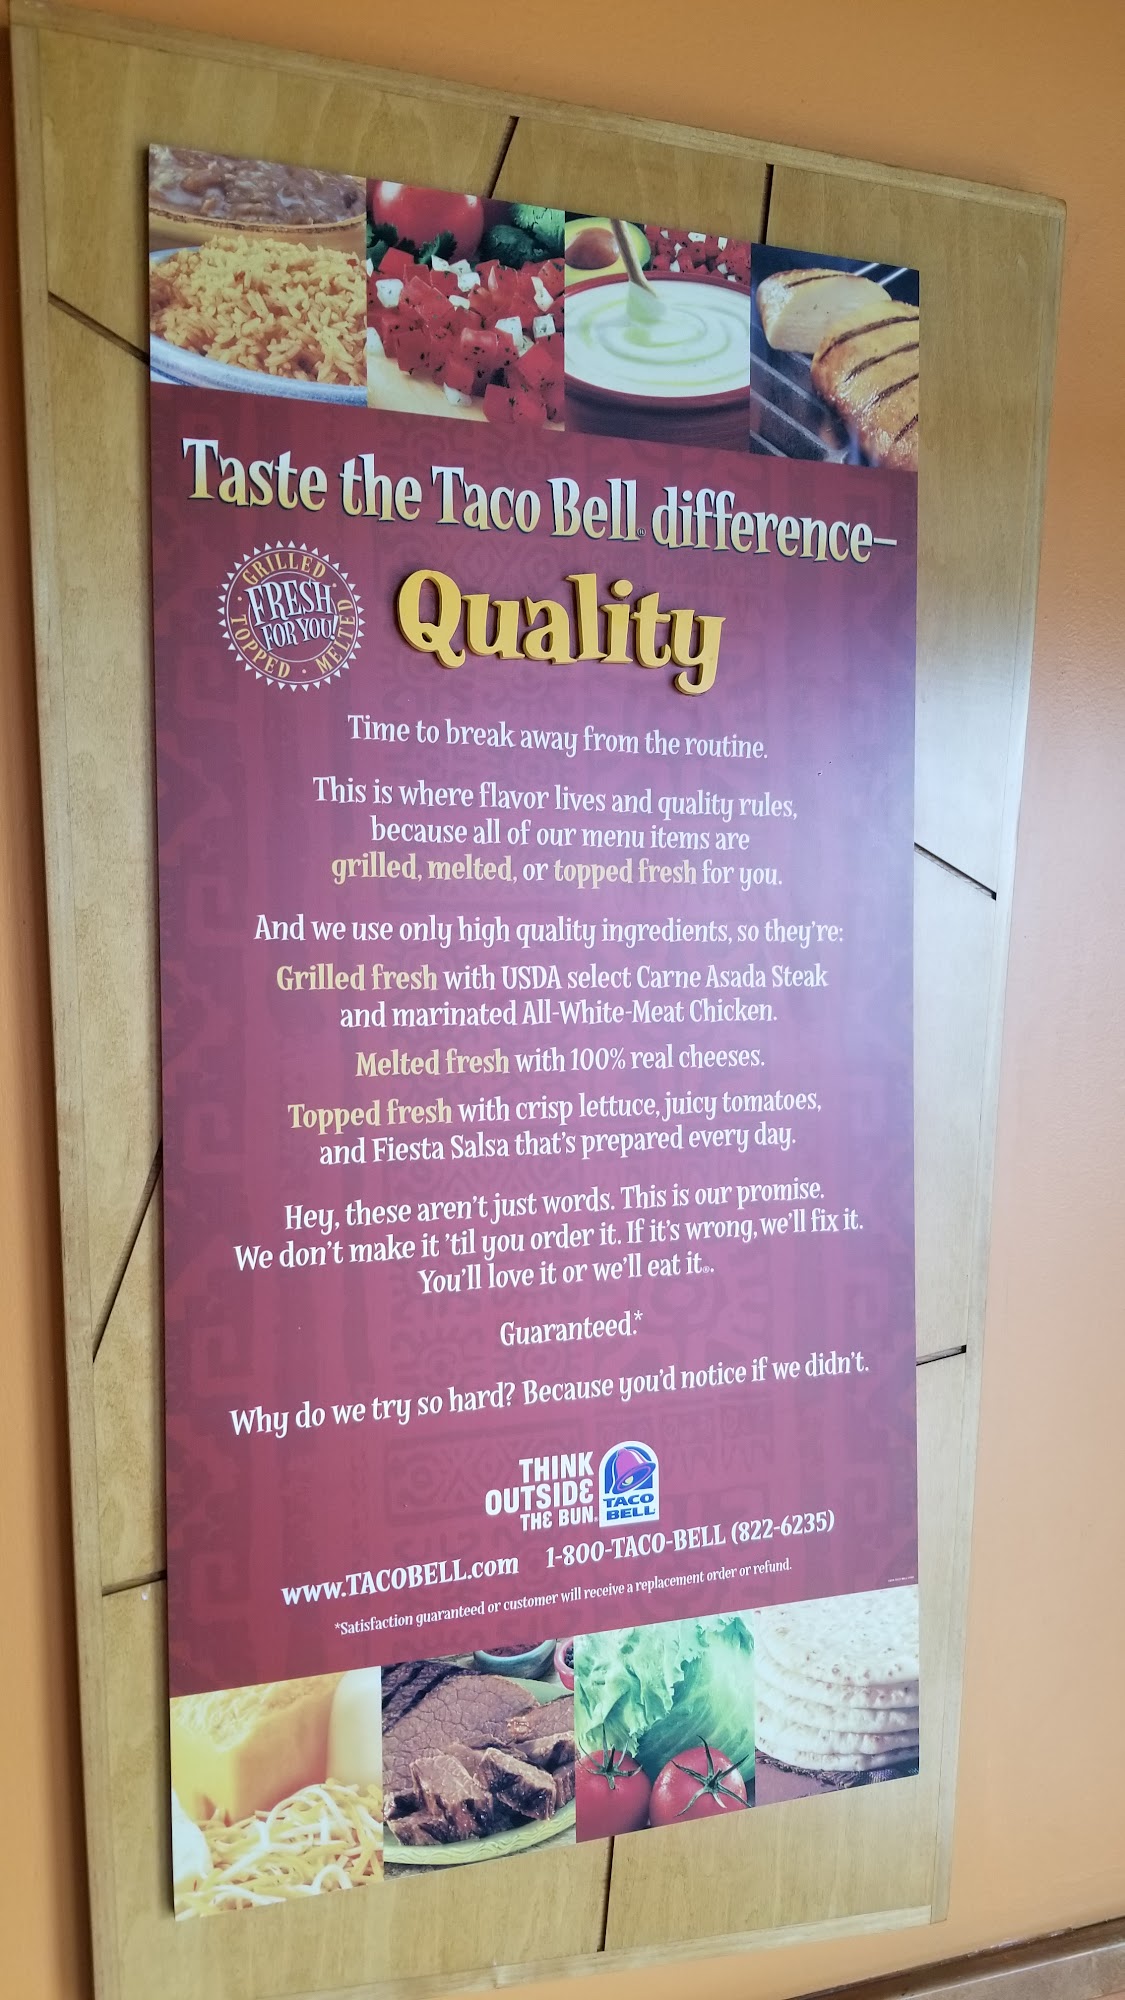 Taste the Taco Bell® difference–
GRILLED · MELTED · TOPPED ·
FRESH
FOR YOU!
Quality
Time to break away from the routine.
This is where flavor lives and quality rules,
because all of our menu items are
grilled, melted, or topped fresh for you.
And we use only high quality ingredients, so they're:
Grilled fresh with USDA select Carne Asada Steak
and marinated All-White-Meat Chicken.
Melted fresh with 100% real cheeses.
Topped fresh with crisp lettuce, juicy tomatoes,
and Fiesta Salsa that's prepared every day.
Hey, these aren't just words. This is our promise.
We don't make it 'til you order it. If it's wrong, we'll fix it.
You'll love it or we'll eat it®.
Guaranteed.*
Why do we try so hard? Because you'd notice if we didn't.
THINK
OUTSIDE
THE BUN.
TACO
BELL
www.TACOBELL.com 1-800-TACO-BELL (822-6235)
*Satisfaction guaranteed or customer will receive a replacement order or refund.